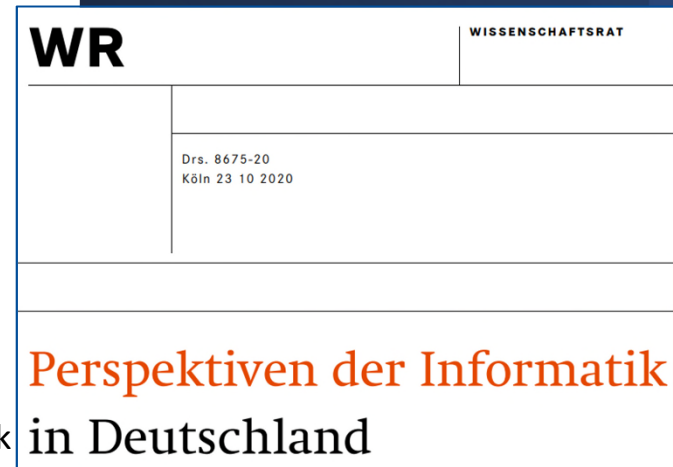 WR
WISSENSCHAFTSRAT
Drs. 8675-20
Köln 23 10 2020
Perspektiven der Informatik
k in Deutschland